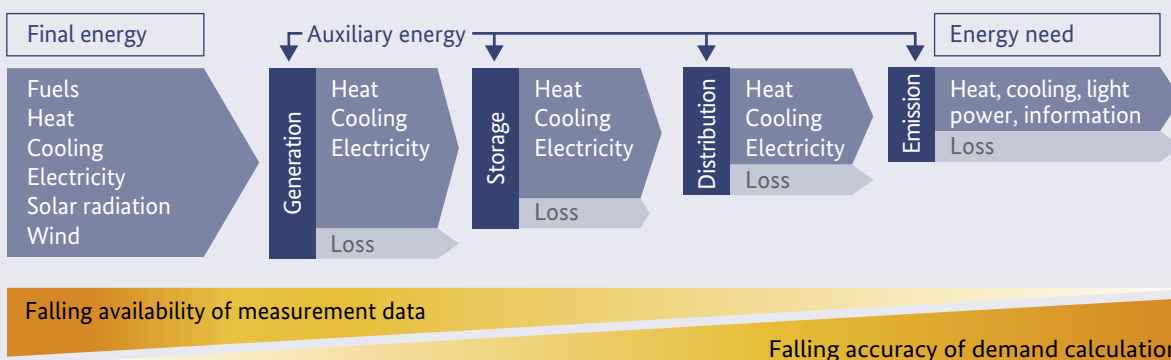 Final energy
Auxiliary energy
Energy need
Fuels
Heat
Cooling
Electricity
Solar radiation
Wind
Generation
Heat
Cooling
Electricity
Loss
Storage
Heat
Cooling
Electricity
Loss
Distribution
Heat
Cooling
Electricity
Loss
Emission
Heat, cooling, light
power, information
Loss
Falling availability of measurement data
Falling accuracy of demand calculation